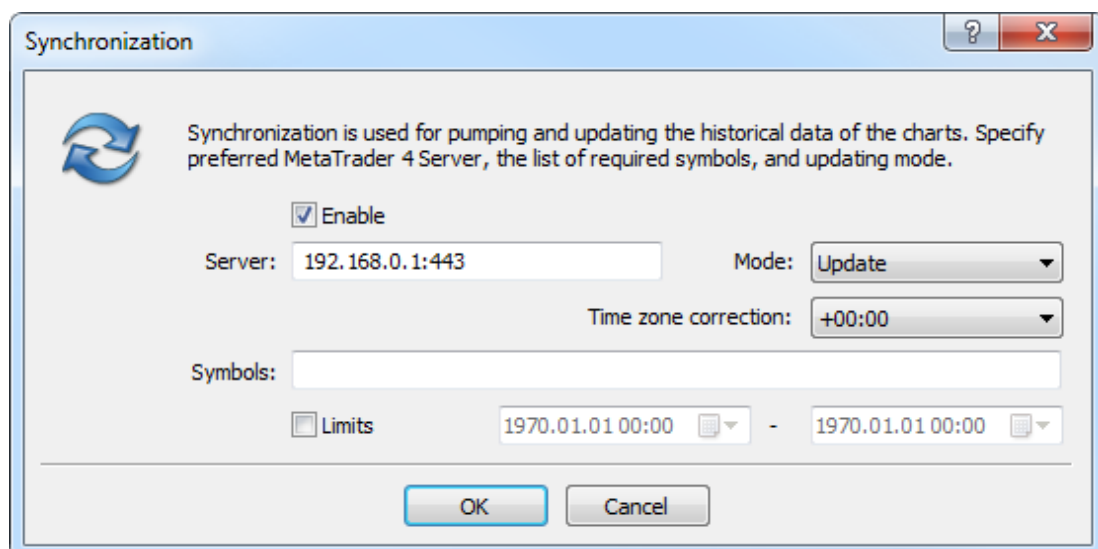 Synchronization
Synchronization is used for pumping and updating the historical data of the charts. Specify
preferred MetaTrader 4 Server, the list of required symbols, and updating mode.
Enable
Server: 192.168.0.1:443 Mode: Update
Time zone correction: +00:00
Symbols:
Limits 1970.01.01 00:00 - 1970.01.01 00:00
OK Cancel